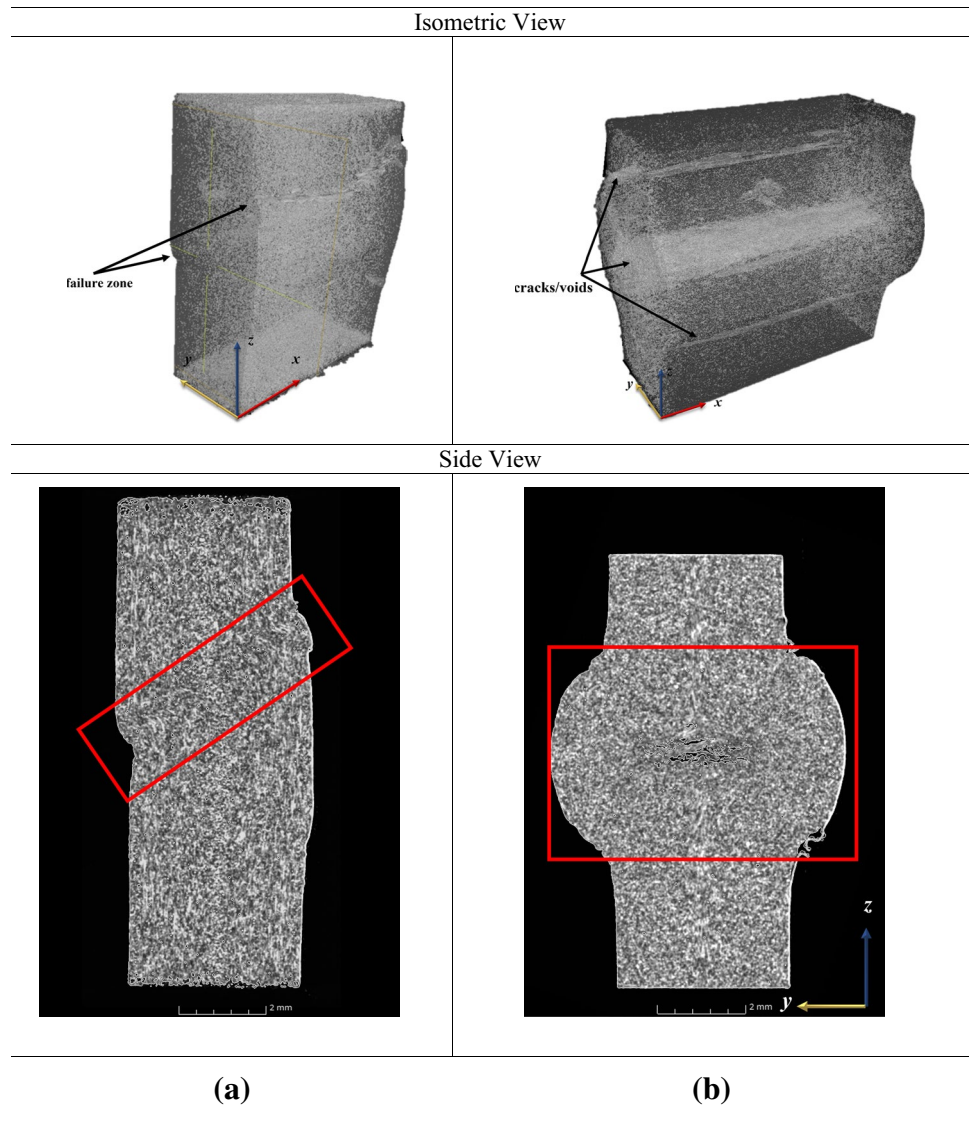 Isometric View
failure zone
y
z
x
cracks/voids
z
y
x
Side View
2 mm
z
y
2 mm
(a)
(b)